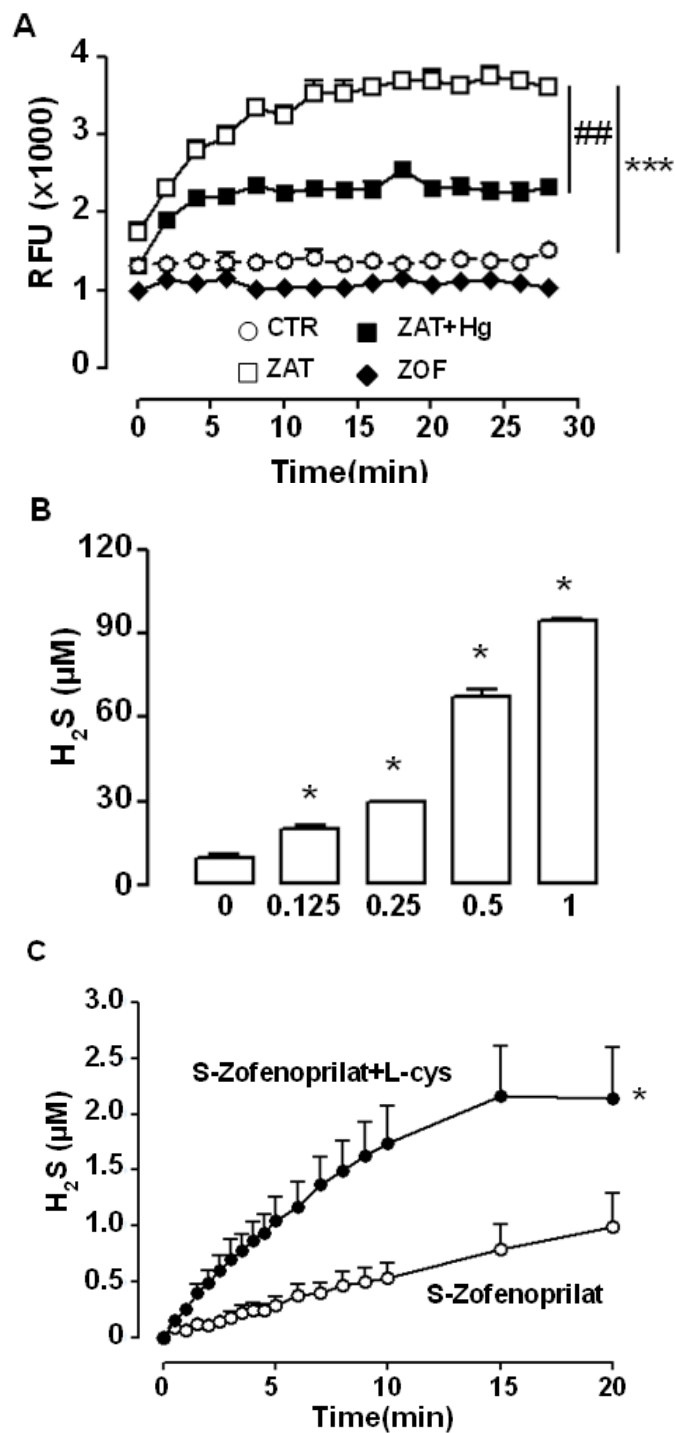 A
RFU (x1000)
4
3
2
1
0
##
***
CTR
ZAT+Hg
ZAT
ZOF
0 5 10 15 20 25 30
Time(min)
B
H2S (μM)
120
90
60
30
0
* * * *
0 0.125 0.25 0.5 1
C
H2S (μM)
3.0
2.5
2.0
1.5
1.0
0.5
0
S-Zofenoprilat+L-cys
*
S-Zofenoprilat
0 5 10 15 20
Time(min)